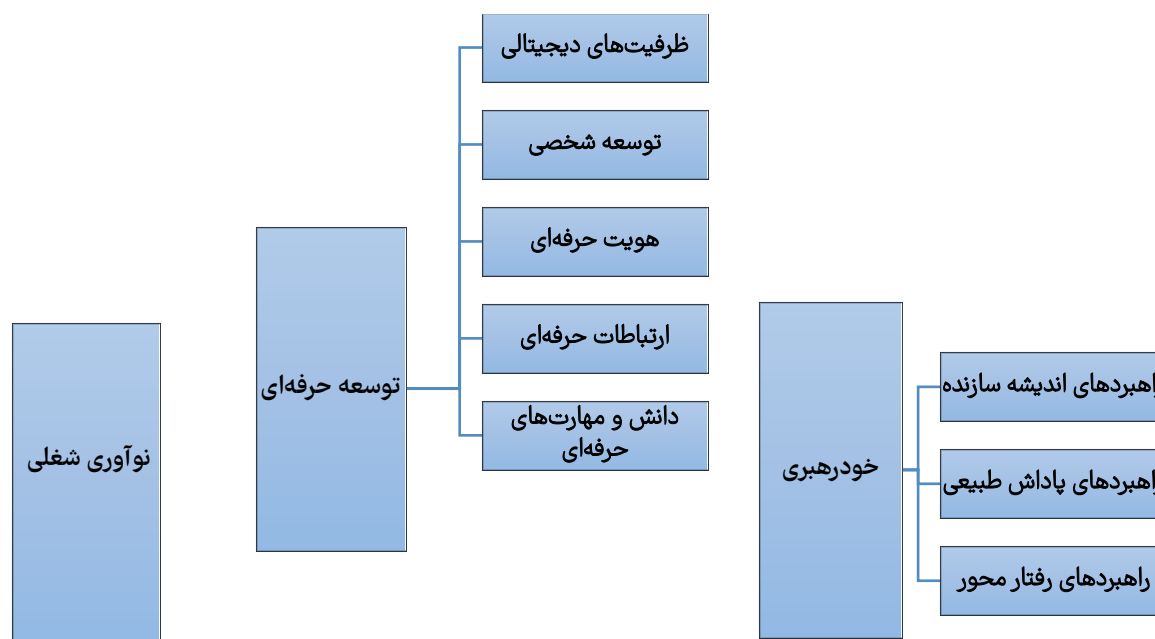 ظرفیت‌های دیجیتالی
توسعه شخصی
هویت حرفه‌ای
ارتباطات حرفه‌ای
دانش و مهارت‌های
حرفه‌ای
توسعه حرفه‌ای
نوآوری شغلی
خودرهبری
راهبردهای اندیشه سازنده
راهبردهای پاداش طبیعی
راهبردهای رفتار محور